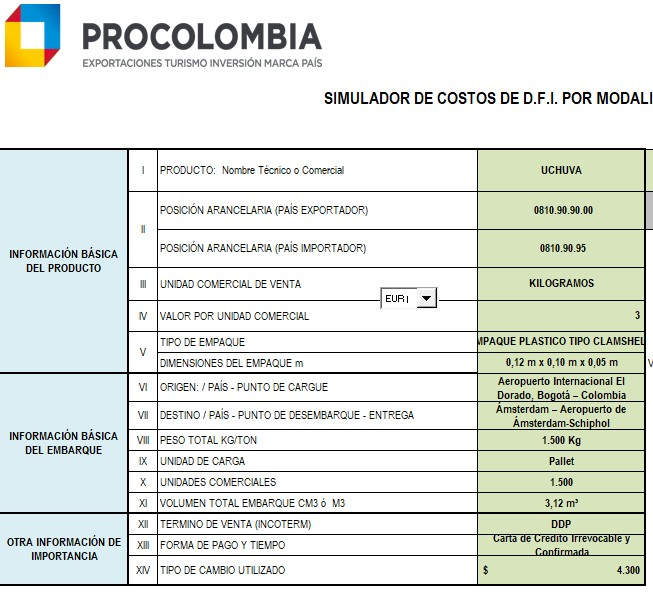 PROCOLOMBIA
EXPORTACIONES TURISMO INVERSIÓN MARCA PAÍS
SIMULADOR DE COSTOS DE D.F.I. POR MODALI
INFORMACIÓN BÁSICA
DEL PRODUCTO
I PRODUCTO: Nombre Técnico o Comercial UCHUVA
II
POSICIÓN ARANCELARIA (PAÍS EXPORTADOR) 0810.90.90.00
POSICIÓN ARANCELARIA (PAÍS IMPORTADOR) 0810.90.95
III UNIDAD COMERCIAL DE VENTA KILOGRAMOS
EUR
IV VALOR POR UNIDAD COMERCIAL 3
V
TIPO DE EMPAQUE MPAQUE PLASTICO TIPO CLAMSHEL
DIMENSIONES DEL EMPAQUE m 0,12 m x 0,10 m x 0,05 m
INFORMACIÓN BÁSICA
DEL EMBARQUE
VI ORIGEN: / PAÍS - PUNTO DE CARGUE Aeropuerto Internacional El
Dorado, Bogotá – Colombia
VII DESTINO / PAÍS - PUNTO DE DESEMBARQUE - ENTREGA Ámsterdam – Aeropuerto de
Ámsterdam-Schiphol
VIII PESO TOTAL KG/TON 1.500 Kg
IX UNIDAD DE CARGA Pallet
X UNIDADES COMERCIALES 1.500
XI VOLUMEN TOTAL EMBARQUE CM3 ó M3 3,12 m³
OTRA INFORMACIÓN DE
IMPORTANCIA
XII TERMINO DE VENTA (INCOTERM) DDP
XIII FORMA DE PAGO Y TIEMPO Carta de Crédito Irrevocable y
Confirmada
XIV TIPO DE CAMBIO UTILIZADO $ 4.300